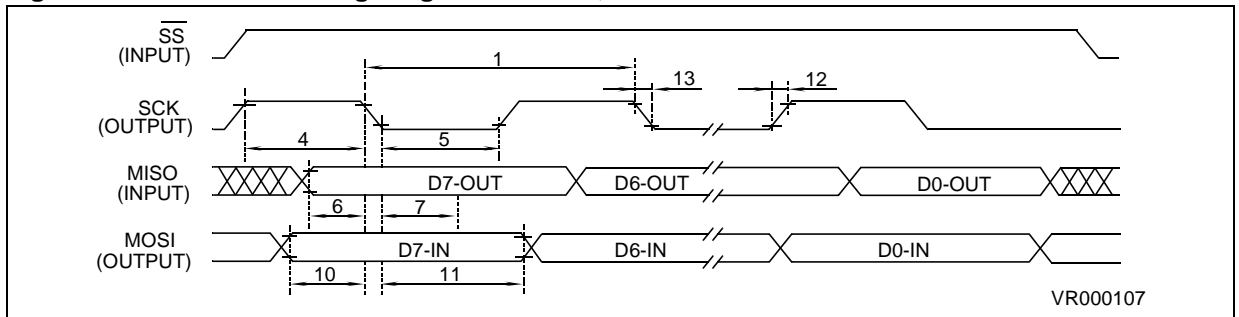 SS
(INPUT)
1
13
12
SCK
(OUTPUT)
4
5
MISO
(INPUT)
D7-OUT
D6-OUT
D0-OUT
6
7
MOSI
(OUTPUT)
D7-IN
D6-IN
D0-IN
10
11
VR000107